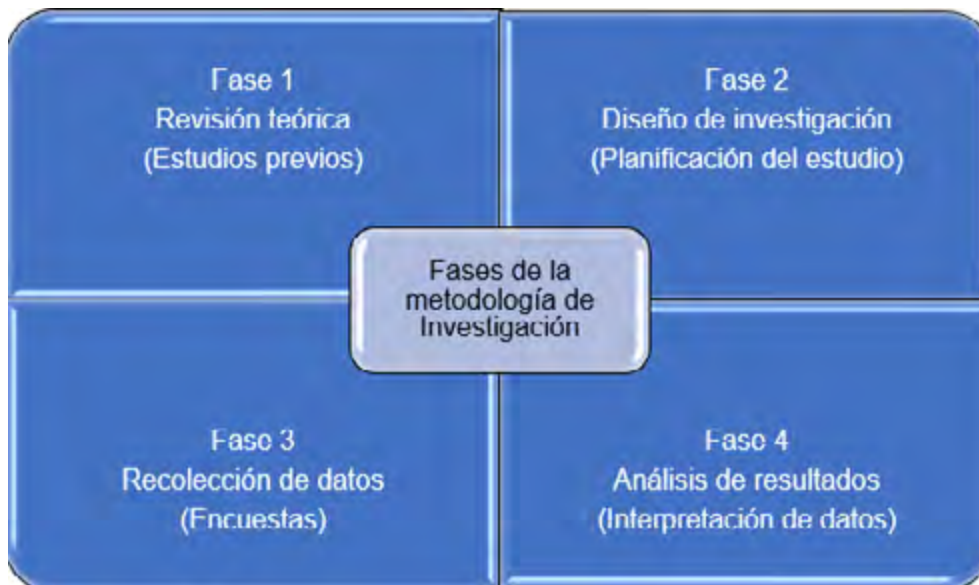 Fase 1
Revisión teórica
(Estudios previos)
Fase 2
Diseño de investigación
(Planificación del estudio)
Fases de la
metodología de
Investigación
Fase 3
Recolección de datos
(Encuestas)
Fase 4
Análisis de resultados
(Interpretación de datos)